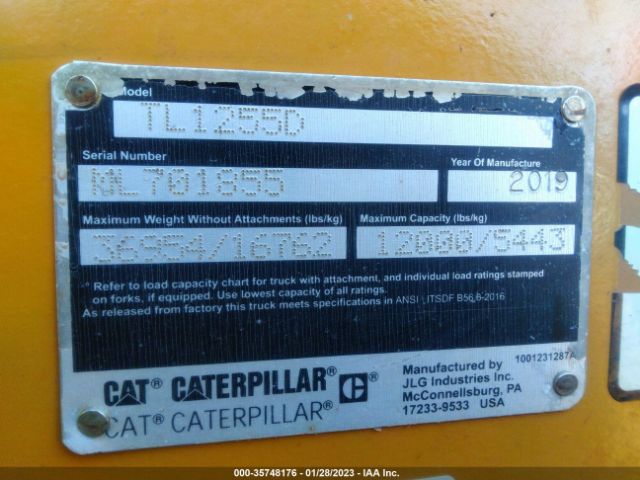 Model
TL1255D
Serial Number
Year Of Manufacture
WL701855
2019
Maximum Weight Without Attachments (lbs/kg)
Maximum Capacity (lbs/kg)
36954/16762
12000/5443
* Refer to load capacity chart for truck with attachment, and individual load ratings stamped
on forks, if equipped. Use lowest capacity of all ratings.
As released from factory this truck meets specifications in ANSI / ITSDF B56.6-2016
1001231287A
CAT® CATERPILLAR® C®
CAT® CATERPILLAR®
Manufactured by
JLG Industries Inc.
McConnellsburg, PA
17233-9533 USA
000-35748176 - 01/28/2023 - IAA Inc.